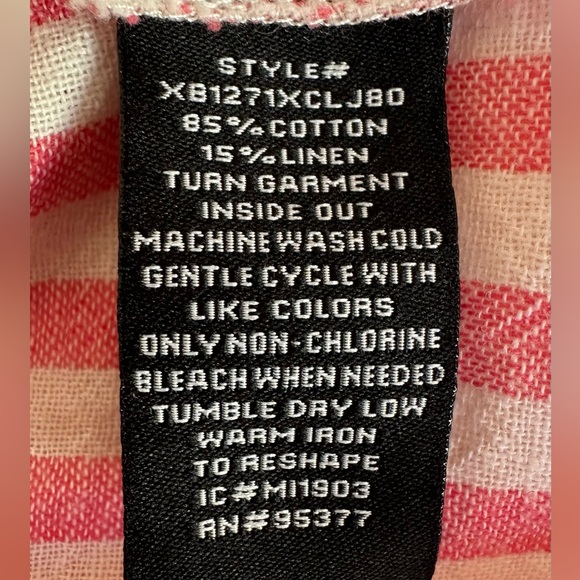 STYLE#
XB1271XCLJ80
85%COTTON
15%LINEN
TURN GARMENT
INSIDE OUT
MACHINE WASH COLD
GENTLE CYCLE WITH
LIKE COLORS
ONLY NON-CHLORINE
BLEACH WHEN NEEDED
TUMBLE DRY LOW
WARM IRON
TO RESHAPE
IC#MI1903
RN#95377